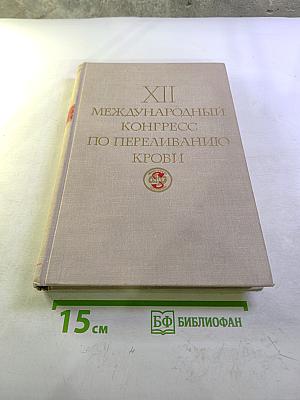 XII
МЕЖДУНАРОДНЫЙ
КОНГРЕСС
ПО ПЕРЕЛИВАНИЮ
КРОВИ
15 см
БФ БИБЛИОФАН